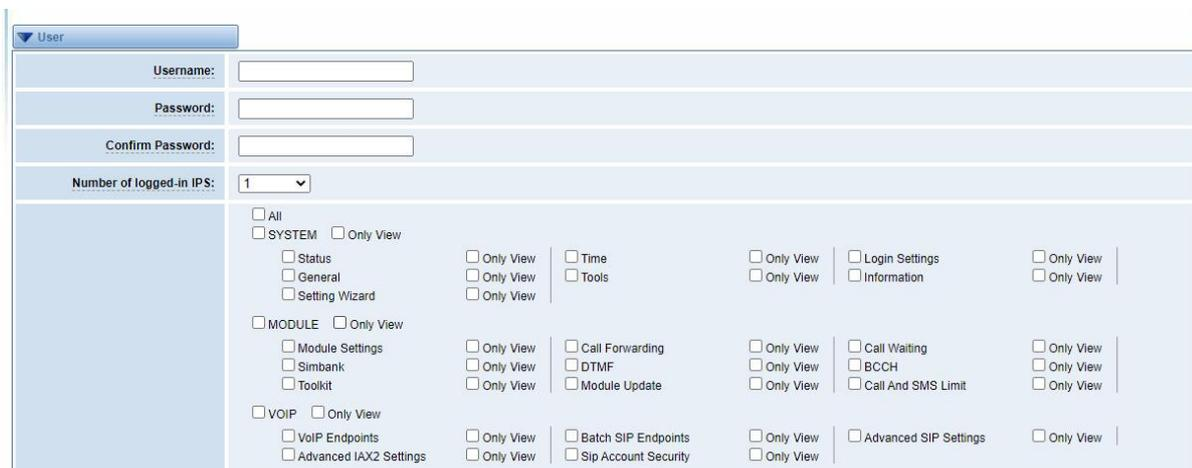 User
Username:
Password:
Confirm Password:
Number of logged-in IPS: 1
All
SYSTEM Only View
Status Only View Time Only View Login Settings Only View
General Only View Tools Only View Information Only View
Setting Wizard Only View
MODULE Only View
Module Settings Only View Call Forwarding Only View Call Waiting Only View
Simbank Only View DTMF Only View BCCH Only View
Toolkit Only View Module Update Only View Call And SMS Limit Only View
VOIP Only View
VoIP Endpoints Only View Batch SIP Endpoints Only View Advanced SIP Settings Only View
Advanced IAX2 Settings Only View Sip Account Security Only View